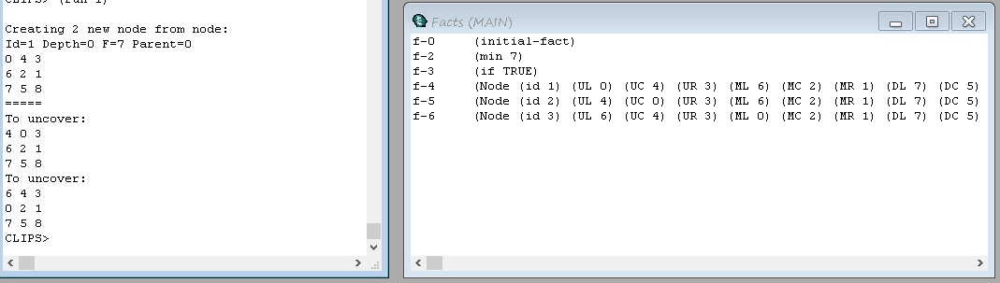 CLIPS> (run 1)
Creating 2 new node from node:
Id=1 Depth=0 F=7 Parent=0
0 4 3
6 2 1
7 5 8
=====
To uncover:
4 0 3
6 2 1
7 5 8
To uncover:
6 4 3
0 2 1
7 5 8
CLIPS>
Facts (MAIN)
f-0 (initial-fact)
f-2 (min 7)
f-3 (if TRUE)
f-4 (Node (id 1) (UL 0) (UC 4) (UR 3) (ML 6) (MC 2) (MR 1) (DL 7) (DC 5)
f-5 (Node (id 2) (UL 4) (UC 0) (UR 3) (ML 6) (MC 2) (MR 1) (DL 7) (DC 5)
f-6 (Node (id 3) (UL 6) (UC 4) (UR 3) (ML 0) (MC 2) (MR 1) (DL 7) (DC 5)